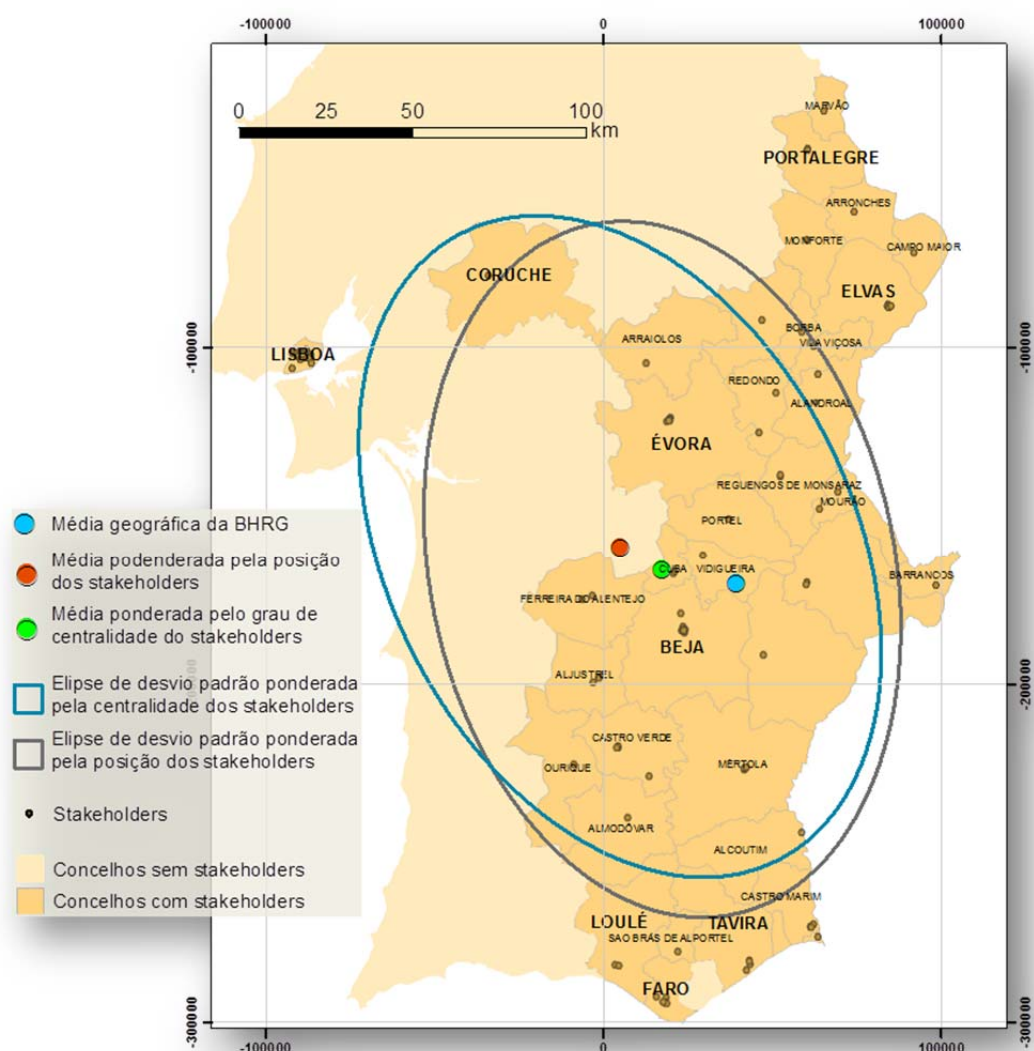 -100000 0 100000
0 25 50 100
km
MARVÃO
PORTALEGRE
ARRONCHES
MONFORTE
CAMPO MAIOR
CORUCHE
ELVAS
BORBA
ARRAIOLOS
VILA VIÇOSA
-100000
-100000
LISBOA
REDONDO
ALANDROAL
ÉVORA
REGUENGOS DE MONSARAZ
MOURÃO
PORTEL
CUBA VIDIGUEIRA
BARRANCOS
FERREIRA DO ALENTEJO
BEJA
ALJUSTREL
-200000
-200000
CASTRO VERDE
OURIQUE
MÉRTOLA
ALMODÔVAR
ALCOUTIM
CASTRO MARIM
LOULÉ
TAVIRA
SAO BRÁS DE ALPORTEL
FARO
-300000
-300000
-100000 0 100000
Média geográfica da BHRG
Média podenderada pela posição
dos stakeholders
Média ponderada pelo grau de
centralidade do stakeholders
Elipse de desvio padrão ponderada
pela centralidade dos stakeholders
Elipse de desvio padrão ponderada
pela posição dos stakeholders
Stakeholders
Concelhos sem stakeholders
Concelhos com stakeholders